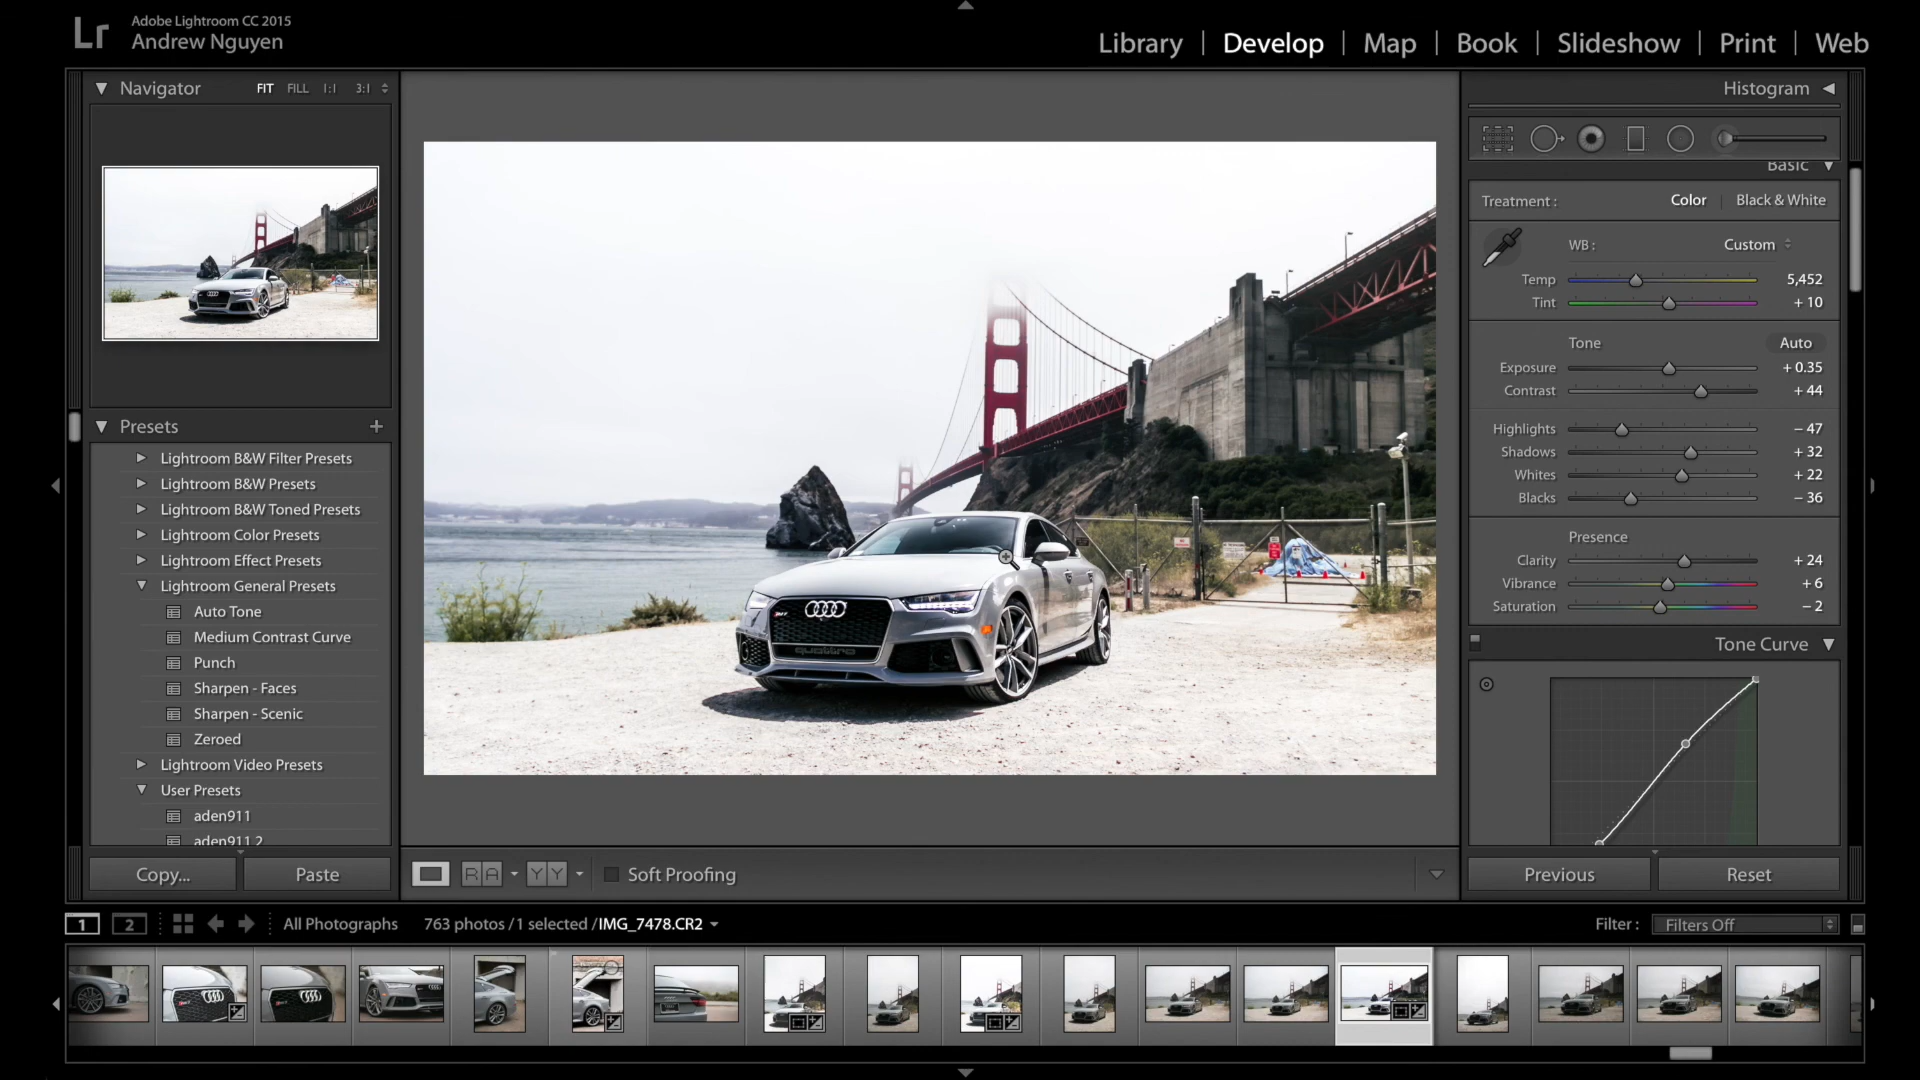 Lr
Adobe Lightroom CC 2015
Andrew Nguyen
Library | Develop | Map | Book | Slideshow | Print | Web
Navigator FIT FILL 1:1 3:1
Histogram
Basic
Treatment : Color Black & White
WB : Custom
Temp 5,452
Tint + 10
Tone Auto
Exposure + 0.35
Contrast + 44
Highlights − 47
Shadows + 32
Whites + 22
Blacks − 36
Presence
Clarity + 24
Vibrance + 6
Saturation − 2
Tone Curve
Presets +
Lightroom B&W Filter Presets
Lightroom B&W Presets
Lightroom B&W Toned Presets
Lightroom Color Presets
Lightroom Effect Presets
Lightroom General Presets
Auto Tone
Medium Contrast Curve
Punch
Sharpen - Faces
Sharpen - Scenic
Zeroed
Lightroom Video Presets
User Presets
aden911
aden911 2
quattro
Copy... Paste
R A Y Y Soft Proofing
Previous Reset
1 2 All Photographs 763 photos / 1 selected / IMG_7478.CR2
Filter : Filters Off